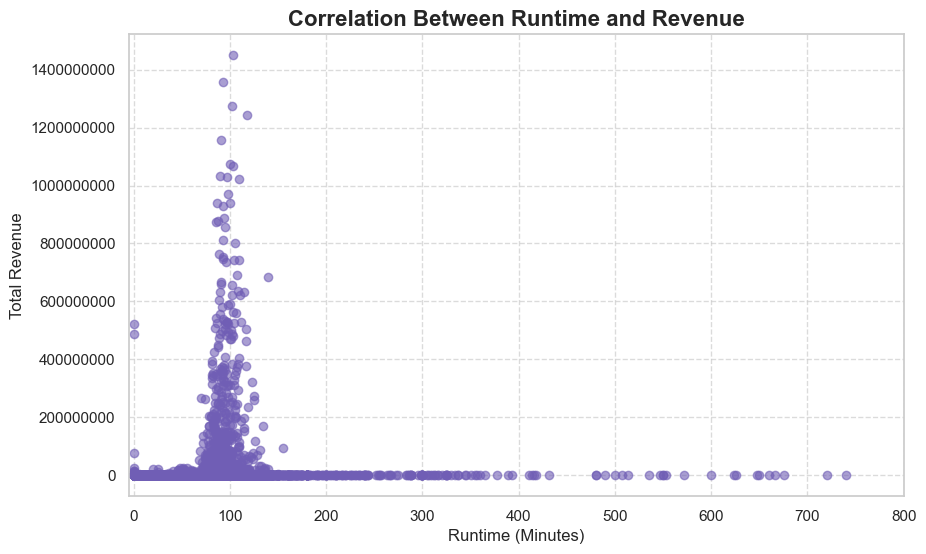 Correlation Between Runtime and Revenue
Total Revenue
1400000000
1200000000
1000000000
800000000
600000000
400000000
200000000
0
0 100 200 300 400 500 600 700 800
Runtime (Minutes)